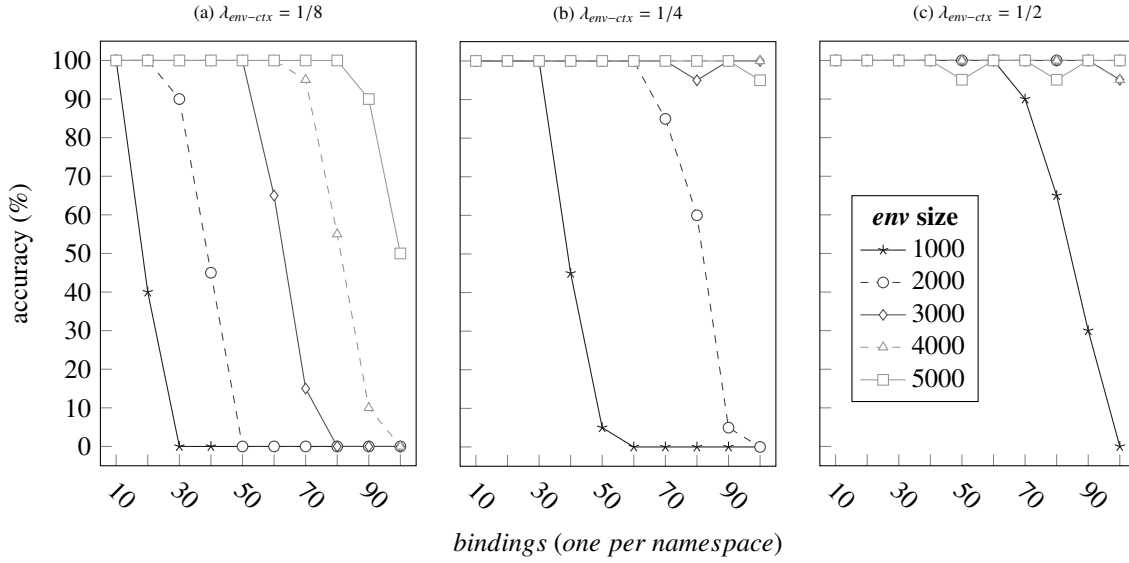 (a) λenv−ctx = 1/8
(b) λenv−ctx = 1/4
(c) λenv−ctx = 1/2
accuracy (%)
100
90
80
70
60
50
40
30
20
10
0
10 30 50 70 90
10 30 50 70 90
10 30 50 70 90
env size
1000
2000
3000
4000
5000
bindings (one per namespace)